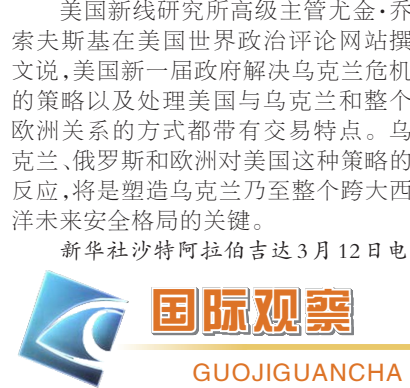 美国新线研究所高级主管尤金·乔
索夫斯基在美国世界政治评论网站撰
文说,美国新一届政府解决乌克兰危机
的策略以及处理美国与乌克兰和整个
欧洲关系的方式都带有交易特点。乌
克兰、俄罗斯和欧洲对美国这种策略的
反应,将是塑造乌克兰乃至整个跨大西
洋未来安全格局的关键。
新华社沙特阿拉伯吉达3月12日电
国际观察
GUOJIGUANCHA